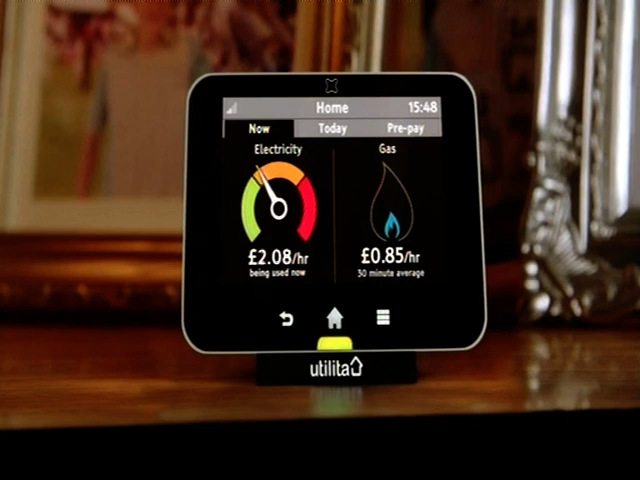 Home 15:48
Now Today Pre-pay
Electricity Gas
£2.08/hr £0.85/hr
being used now 30 minute average
utilita